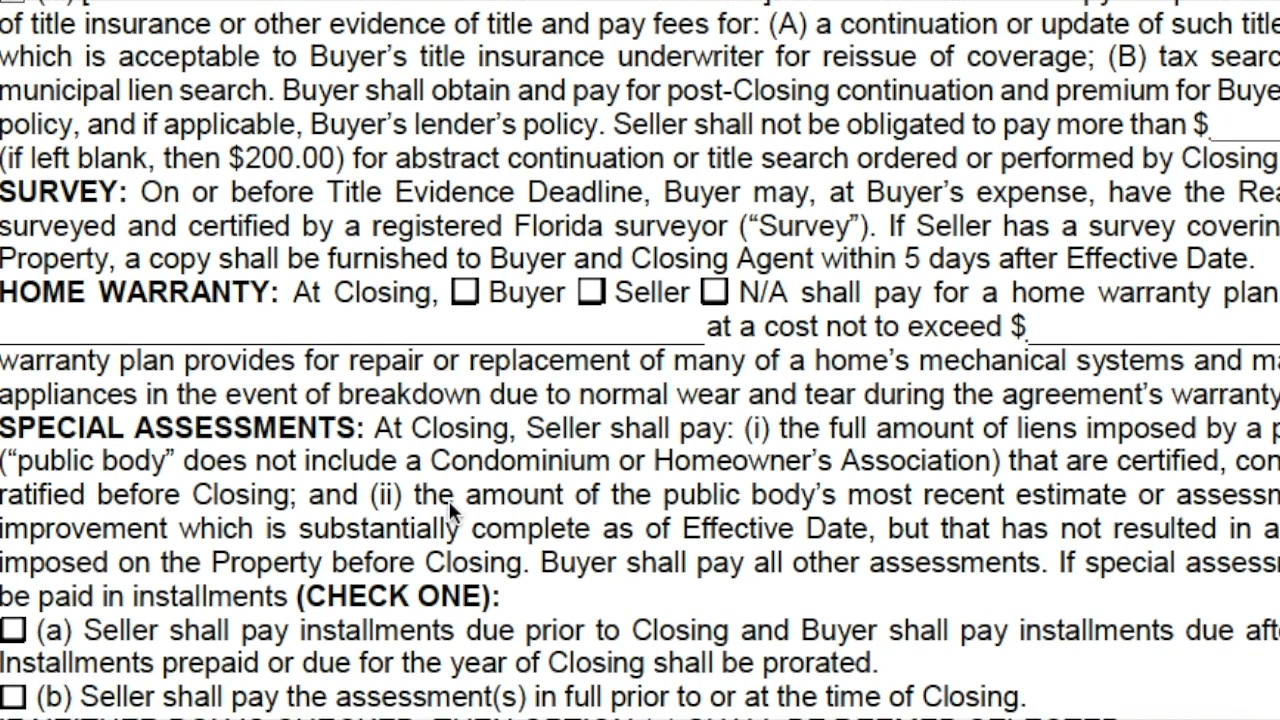 of title insurance or other evidence of title and pay fees for: (A) a continuation or update of such title
which is acceptable to Buyer’s title insurance underwriter for reissue of coverage; (B) tax searc
municipal lien search. Buyer shall obtain and pay for post-Closing continuation and premium for Buye
policy, and if applicable, Buyer’s lender’s policy. Seller shall not be obligated to pay more than $
(if left blank, then $200.00) for abstract continuation or title search ordered or performed by Closing
SURVEY: On or before Title Evidence Deadline, Buyer may, at Buyer’s expense, have the Rea
surveyed and certified by a registered Florida surveyor (“Survey”). If Seller has a survey coverin
Property, a copy shall be furnished to Buyer and Closing Agent within 5 days after Effective Date.
HOME WARRANTY: At Closing, ☐ Buyer ☐ Seller ☐ N/A shall pay for a home warranty plan
at a cost not to exceed $
warranty plan provides for repair or replacement of many of a home’s mechanical systems and ma
appliances in the event of breakdown due to normal wear and tear during the agreement’s warranty
SPECIAL ASSESSMENTS: At Closing, Seller shall pay: (i) the full amount of liens imposed by a p
(“public body” does not include a Condominium or Homeowner’s Association) that are certified, con
ratified before Closing; and (ii) the amount of the public body’s most recent estimate or assessm
improvement which is substantially complete as of Effective Date, but that has not resulted in a
imposed on the Property before Closing. Buyer shall pay all other assessments. If special assessm
be paid in installments (CHECK ONE):
☐ (a) Seller shall pay installments due prior to Closing and Buyer shall pay installments due afte
Installments prepaid or due for the year of Closing shall be prorated.
☐ (b) Seller shall pay the assessment(s) in full prior to or at the time of Closing.